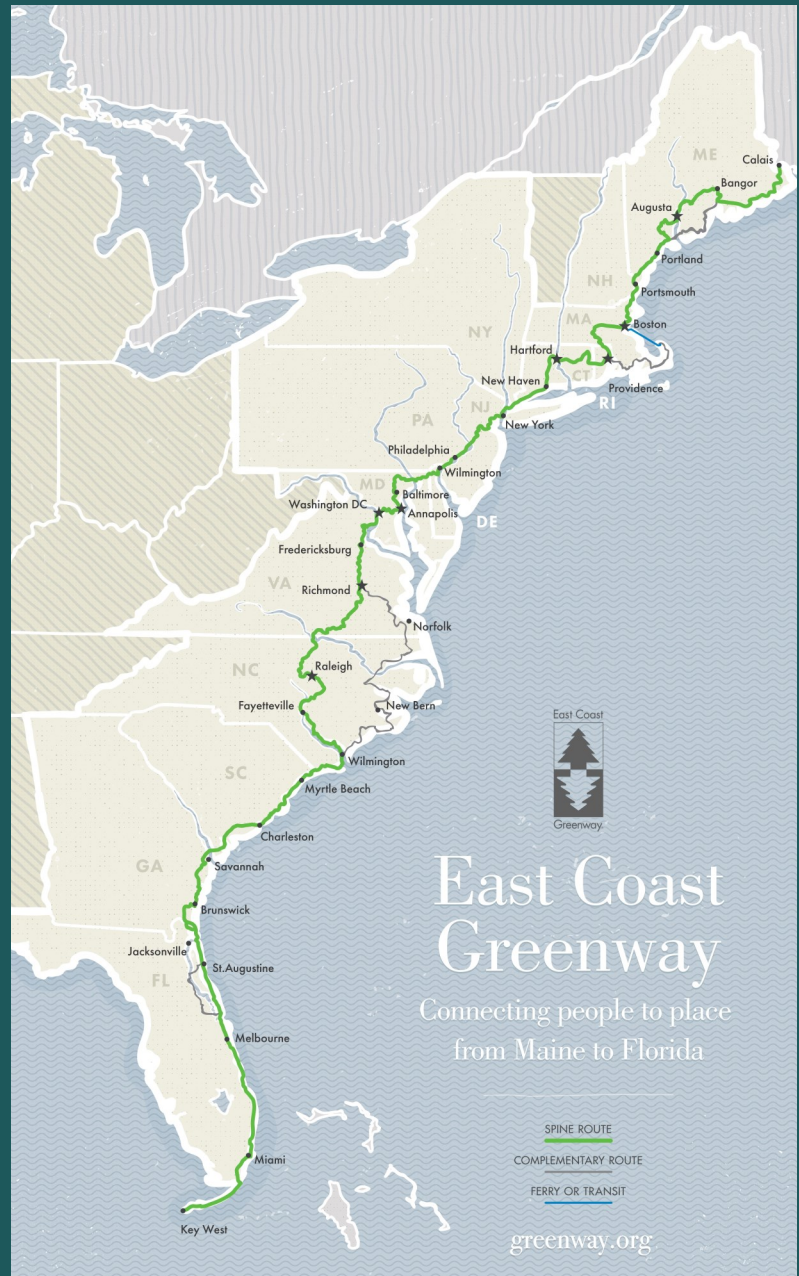 ME
Calais
Bangor
Augusta
Portland
NH
Portsmouth
MA
Boston
NY
Hartford
CT
New Haven
Providence
RI
NJ
New York
PA
Philadelphia
Wilmington
MD
Baltimore
Washington DC
Annapolis
DE
Fredericksburg
VA
Richmond
Norfolk
NC
Raleigh
Fayetteville
New Bern
Wilmington
SC
Myrtle Beach
Charleston
GA
Savannah
Brunswick
Jacksonville
St.Augustine
FL
Melbourne
Miami
Key West
East Coast
Greenway.
East Coast
Greenway
Connecting people to place
from Maine to Florida
SPINE ROUTE
COMPLEMENTARY ROUTE
FERRY OR TRANSIT
greenway.org